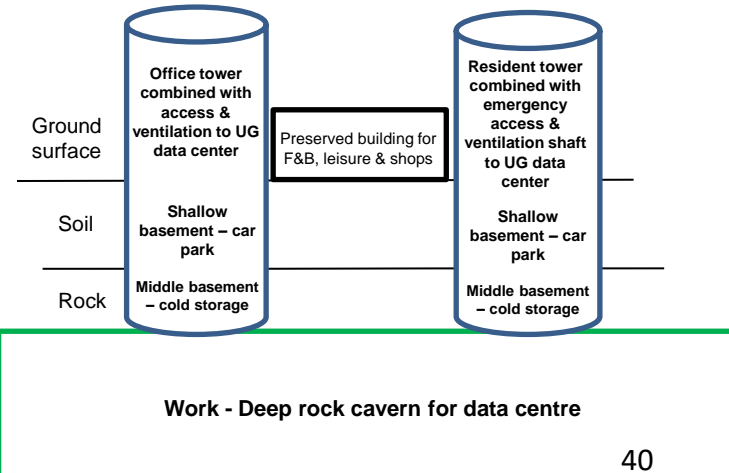 Office tower
combined with
access &
ventilation to UG
data center
Resident tower
combined with
emergency
access &
ventilation shaft
to UG data
center
Ground
surface
Preserved building for
F&B, leisure & shops
Soil
Shallow
basement – car
park
Shallow
basement – car
park
Rock
Middle basement
– cold storage
Middle basement
– cold storage
Work - Deep rock cavern for data centre
40